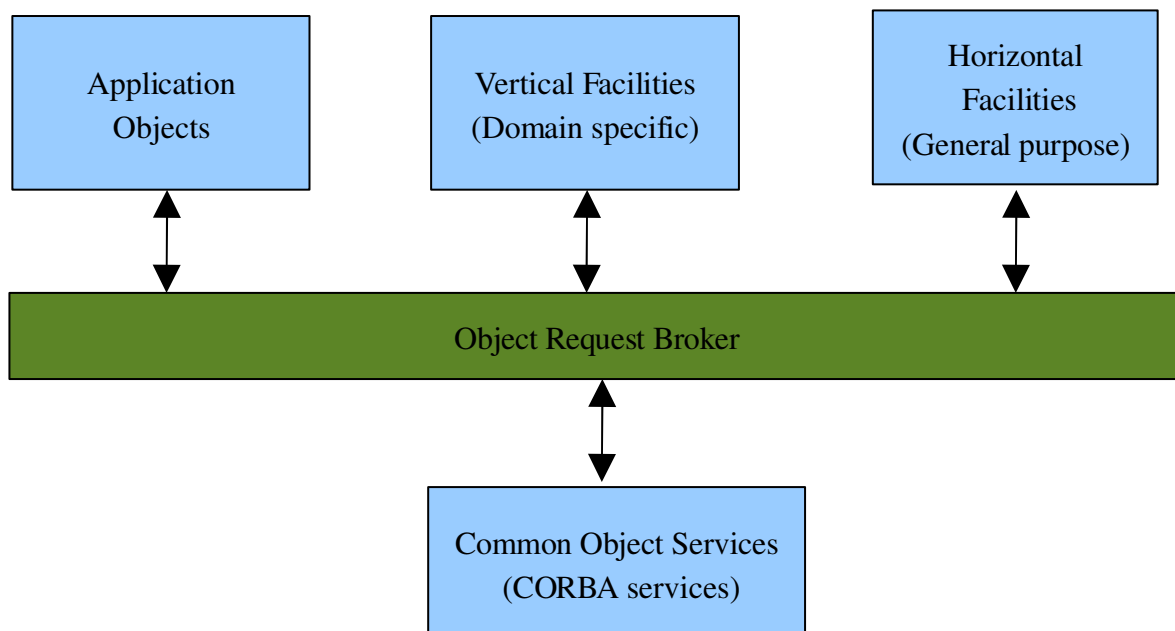 Application
Objects
Vertical Facilities
(Domain specific)
Horizontal
Facilities
(General purpose)
Object Request Broker
Common Object Services
(CORBA services)